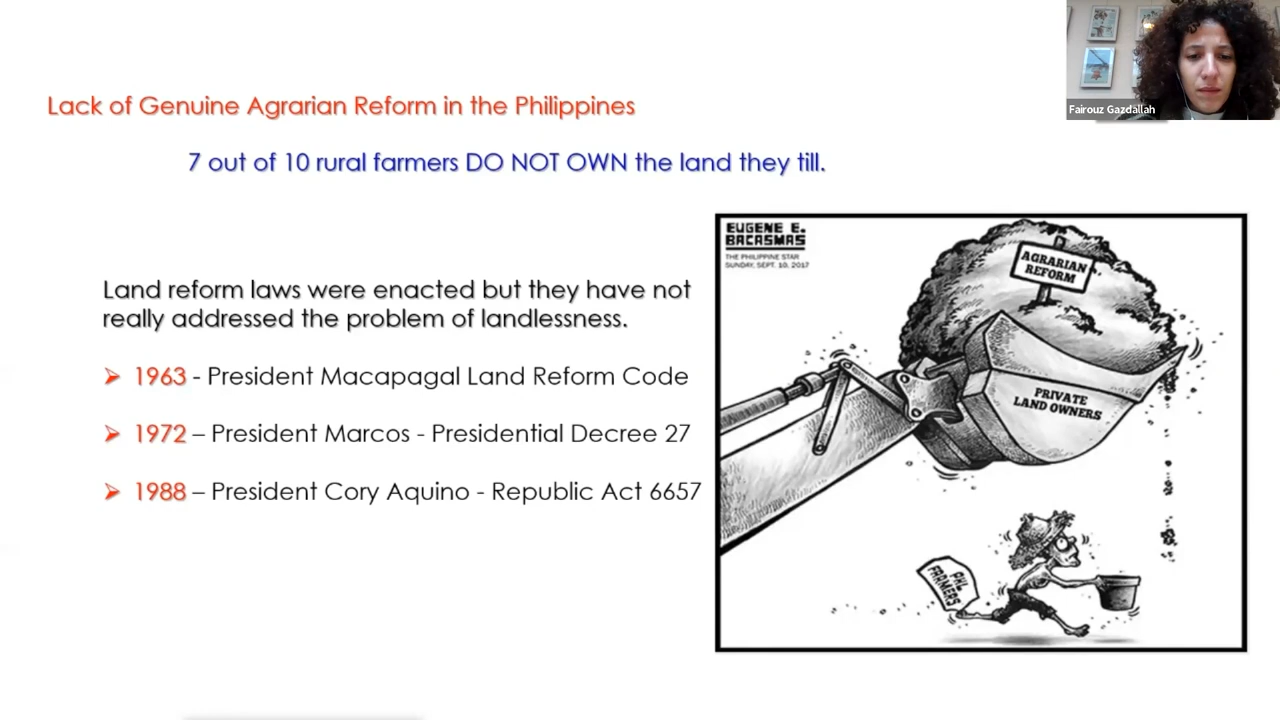 Fairouz Gazdallah
Lack of Genuine Agrarian Reform in the Philippines
7 out of 10 rural farmers DO NOT OWN the land they till.
Land reform laws were enacted but they have not
really addressed the problem of landlessness.
➢ 1963 - President Macapagal Land Reform Code
➢ 1972 – President Marcos - Presidential Decree 27
➢ 1988 – President Cory Aquino - Republic Act 6657
EUGENE E.
BACASMAS
THE PHILIPPINE STAR
SUNDAY, SEPT. 10, 2017
AGRARIAN
REFORM
PRIVATE
LAND OWNERS
PHL
FARMERS